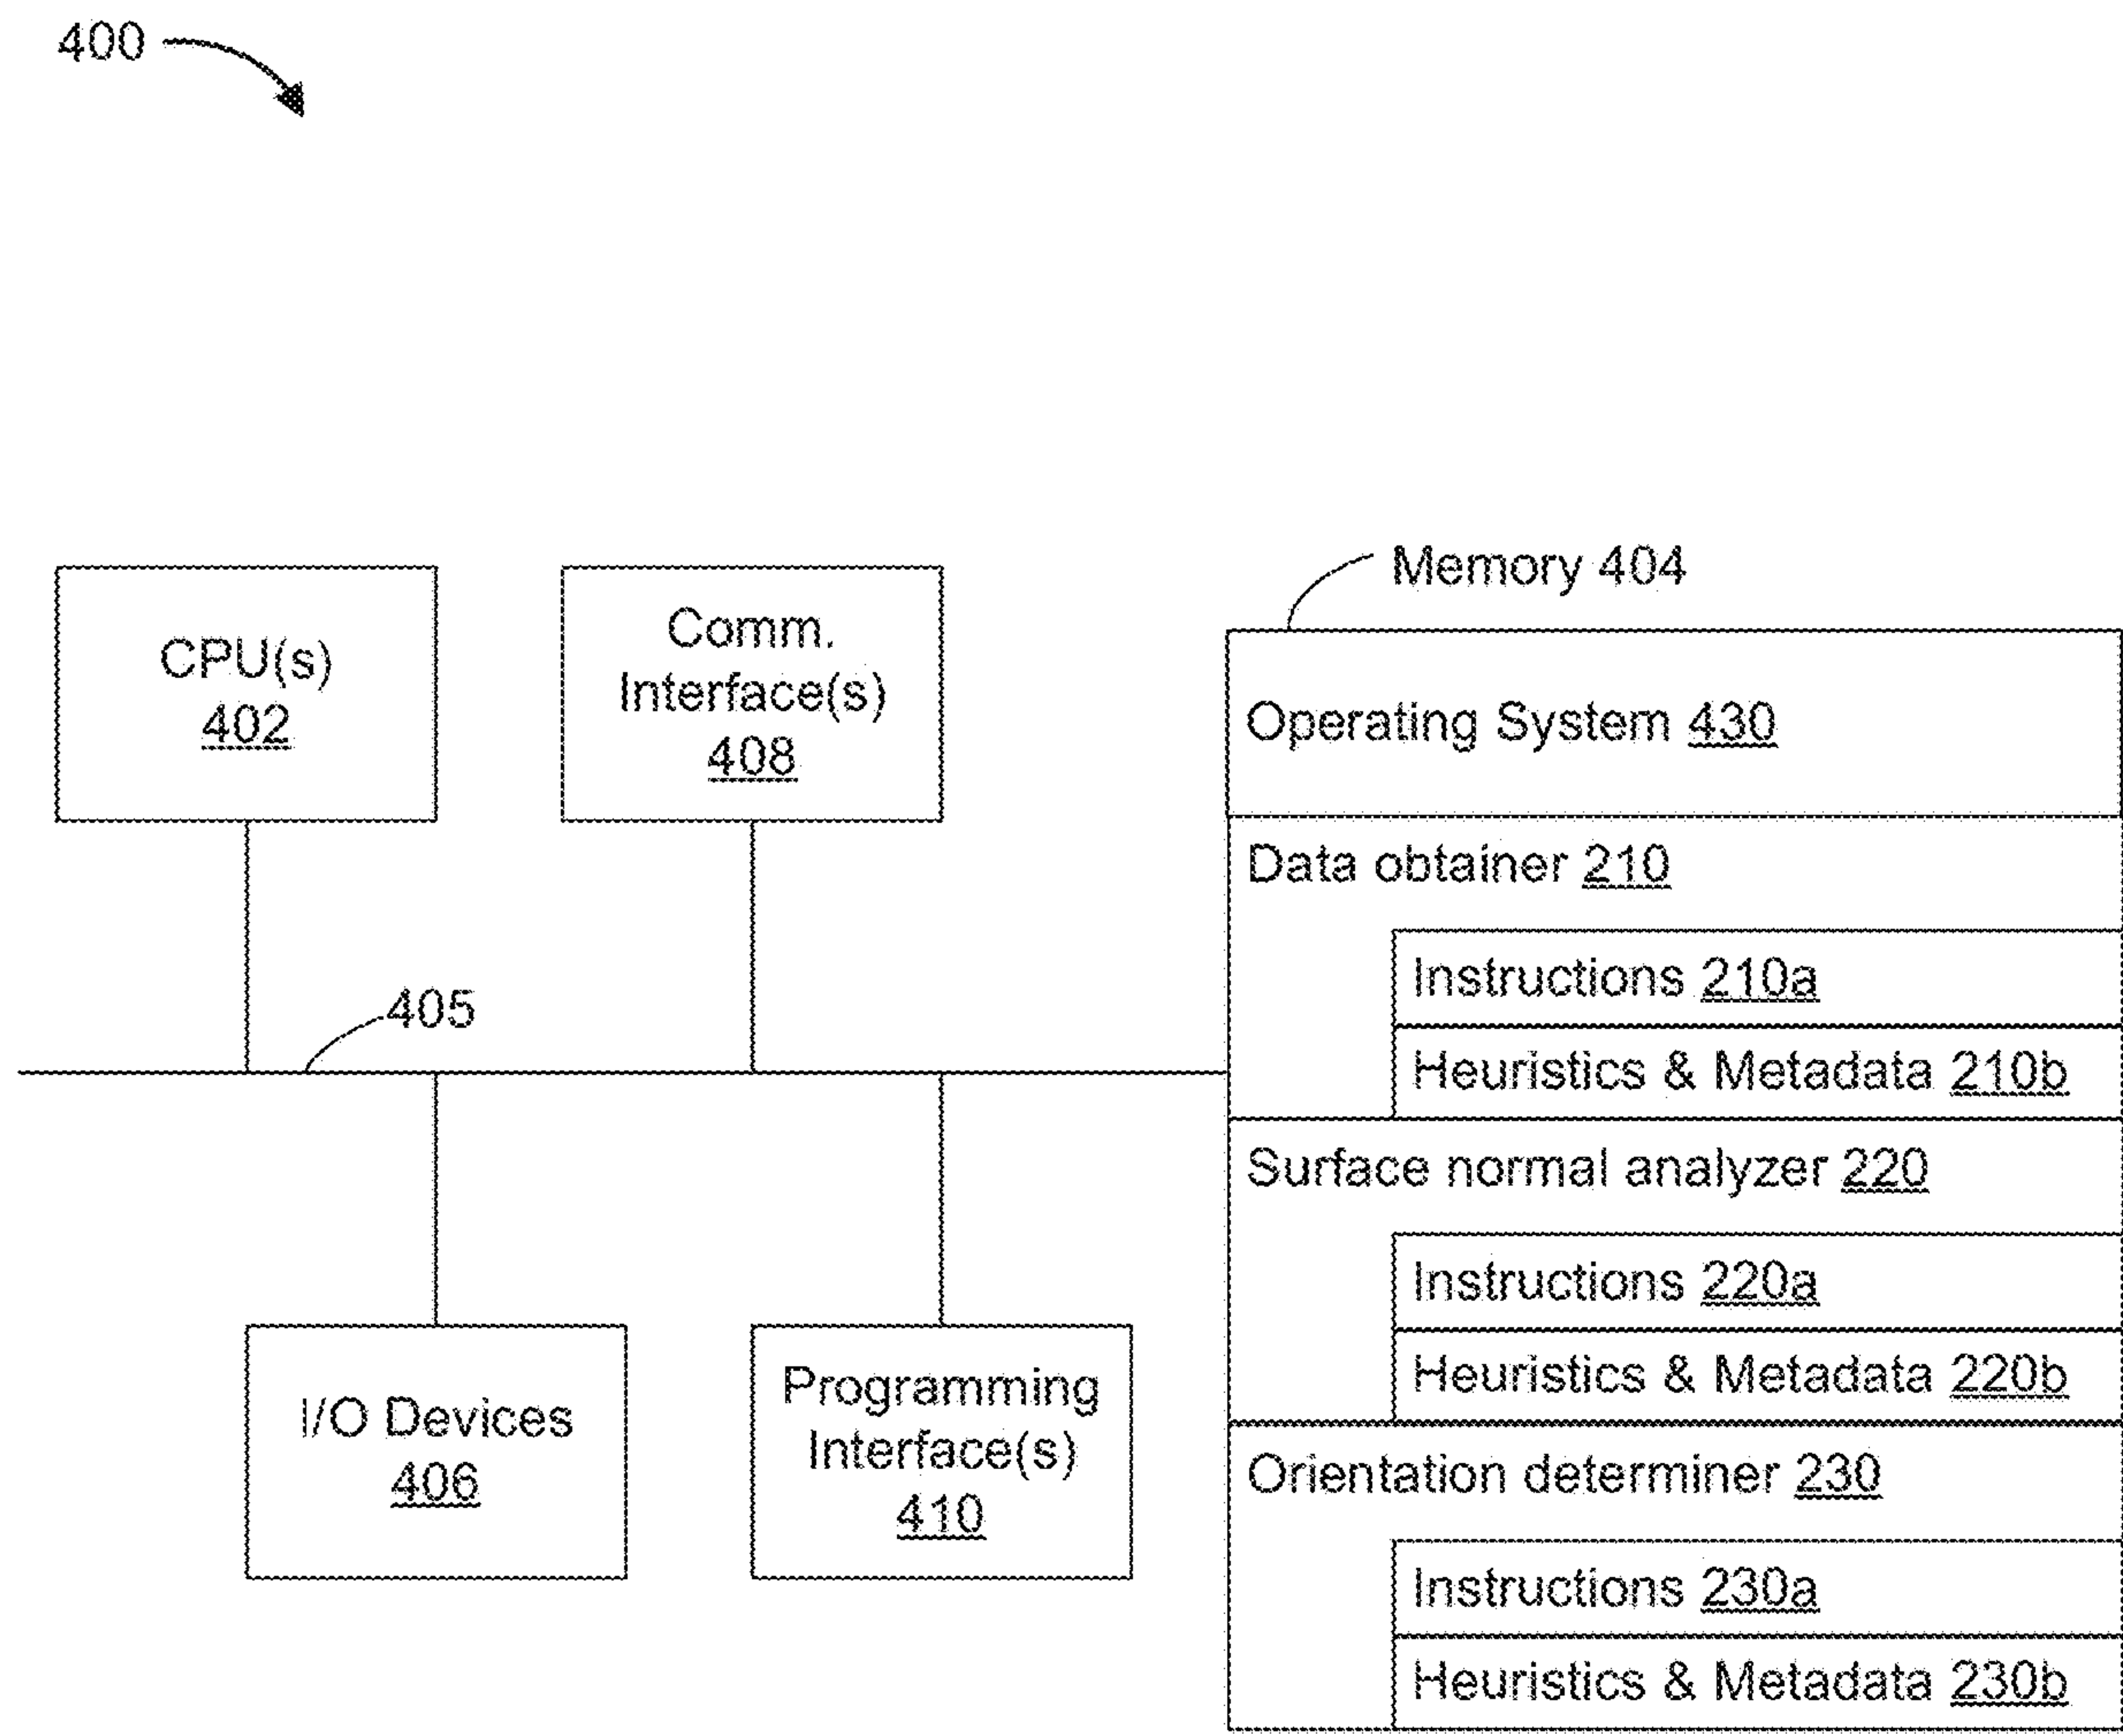 400
CPU(s)
402
Comm.
Interface(s)
408
405
I/O Devices
406
Programming
Interface(s)
410
Memory 404
Operating System 430
Data obtainer 210
Instructions 210a
Heuristics & Metadata 210b
Surface normal analyzer 220
Instructions 220a
Heuristics & Metadata 220b
Orientation determiner 230
Instructions 230a
Heuristics & Metadata 230b